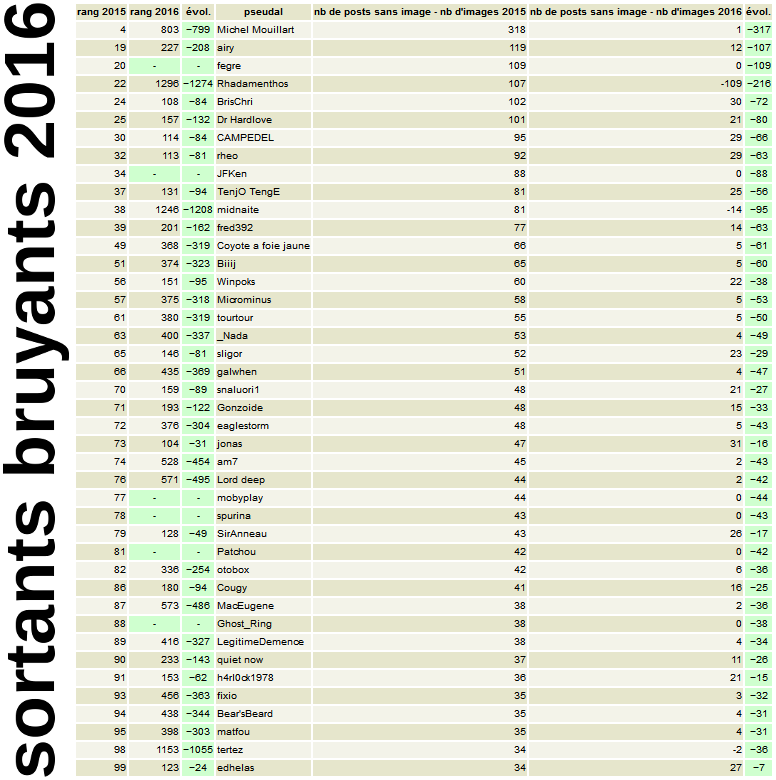 sortants bruyants 2016
rang 2015 rang 2016 évol. pseudal nb de posts sans image - nb d'images 2015 nb de posts sans image - nb d'images 2016 évol.
4 803 −799 Michel Mouillart 318 1 −317
19 227 −208 airy 119 12 −107
20 - - fegre 109 0 −109
22 1296 −1274 Rhadamenthos 107 -109 −216
24 108 −84 BrisChri 102 30 −72
25 157 −132 Dr Hardlove 101 21 −80
30 114 −84 CAMPEDEL 95 29 −66
32 113 −81 rheo 92 29 −63
34 - - JFKen 88 0 −88
37 131 −94 TenjO TengE 81 25 −56
38 1246 −1208 midnaite 81 -14 −95
39 201 −162 fred392 77 14 −63
49 368 −319 Coyote a foie jaune 66 5 −61
51 374 −323 Biiij 65 5 −60
56 151 −95 Winpoks 60 22 −38
57 375 −318 Microminus 58 5 −53
61 380 −319 tourtour 55 5 −50
63 400 −337 _Nada 53 4 −49
65 146 −81 sligor 52 23 −29
66 435 −369 galwhen 51 4 −47
70 159 −89 snaluori1 48 21 −27
71 193 −122 Gonzoide 48 15 −33
72 376 −304 eaglestorm 48 5 −43
73 104 −31 jonas 47 31 −16
74 528 −454 am7 45 2 −43
76 571 −495 Lord deep 44 2 −42
77 - - mobyplay 44 0 −44
78 - - spurina 43 0 −43
79 128 −49 SirAnneau 43 26 −17
81 - - Patchou 42 0 −42
82 336 −254 otobox 42 6 −36
86 180 −94 Cougy 41 16 −25
87 573 −486 MacEugene 38 2 −36
88 - - Ghost_Ring 38 0 −38
89 416 −327 LegitimeDemence 38 4 −34
90 233 −143 quiet now 37 11 −26
91 153 −62 h4rl0ck1978 36 21 −15
93 456 −363 fixio 35 3 −32
94 438 −344 Bear'sBeard 35 4 −31
95 398 −303 matfou 35 4 −31
98 1153 −1055 tertez 34 -2 −36
99 123 −24 edhelas 34 27 −7